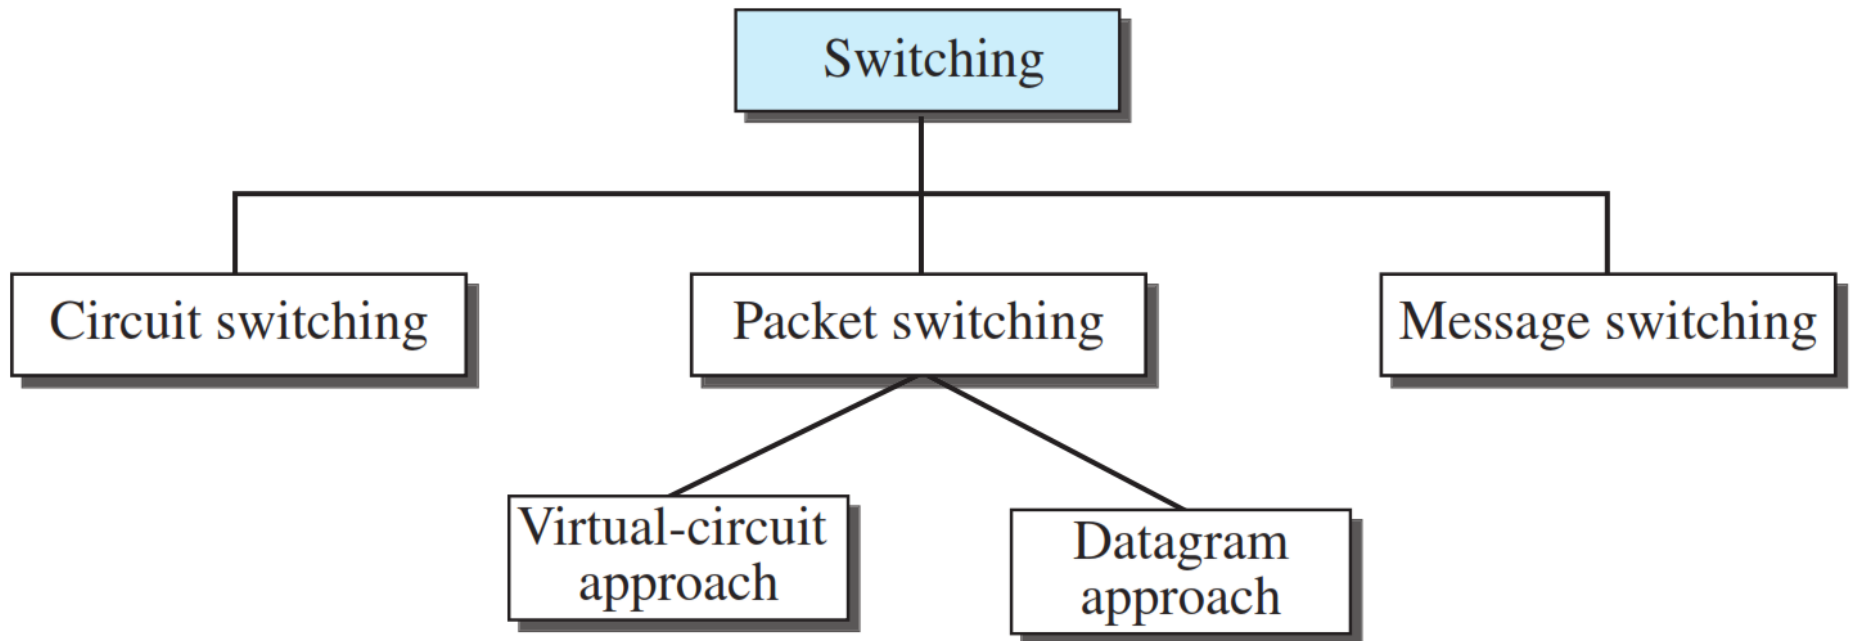 Switching
Circuit switching
Packet switching
Message switching
Virtual-circuit
approach
Datagram
approach